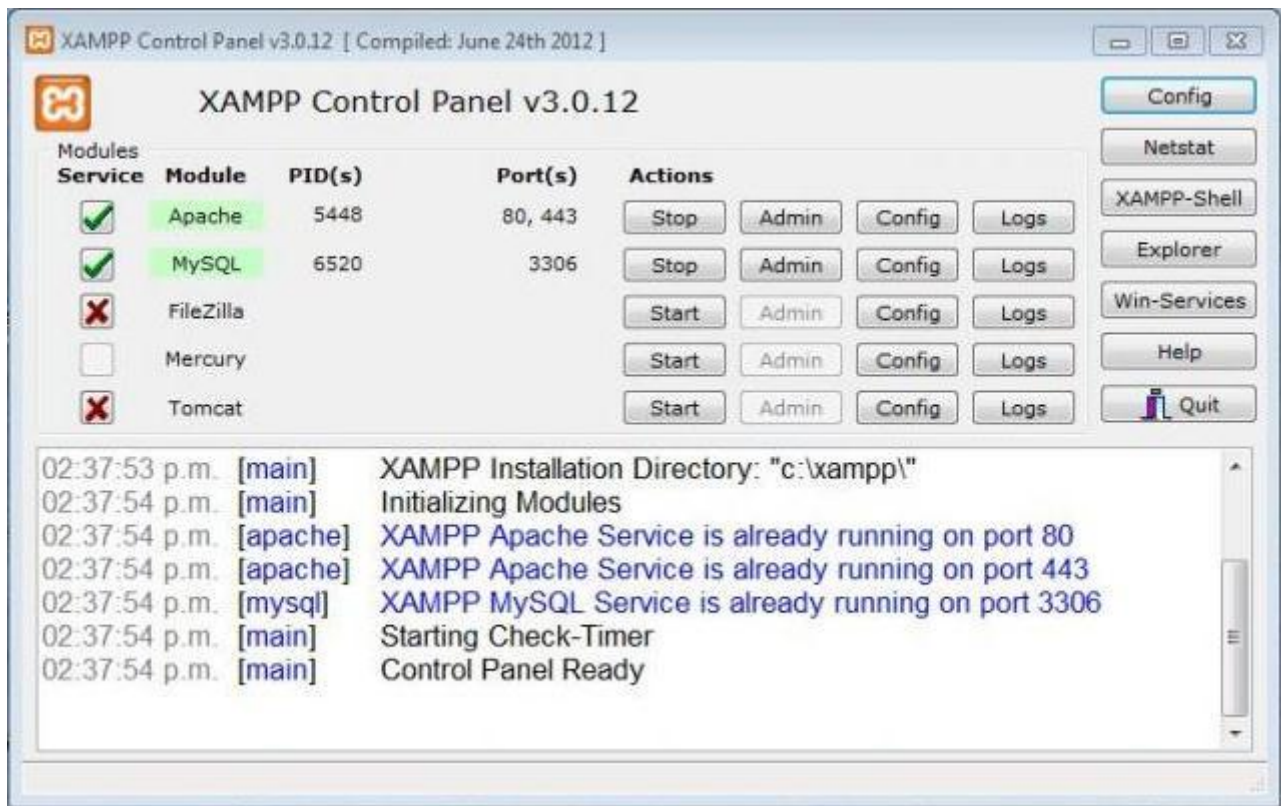 XAMPP Control Panel v3.0.12 [ Compiled: June 24th 2012 ]
XAMPP Control Panel v3.0.12
Config
Modules
Netstat
Service Module PID(s) Port(s) Actions
XAMPP-Shell
Apache 5448 80, 443 Stop Admin Config Logs
Explorer
MySQL 6520 3306 Stop Admin Config Logs
Win-Services
FileZilla Start Admin Config Logs
Help
Mercury Start Admin Config Logs
Quit
Tomcat Start Admin Config Logs
02:37:53 p.m. [main] XAMPP Installation Directory: "c:\xampp\"
02:37:54 p.m. [main] Initializing Modules
02:37:54 p.m. [apache] XAMPP Apache Service is already running on port 80
02:37:54 p.m. [apache] XAMPP Apache Service is already running on port 443
02:37:54 p.m. [mysql] XAMPP MySQL Service is already running on port 3306
02:37:54 p.m. [main] Starting Check-Timer
02:37:54 p.m. [main] Control Panel Ready